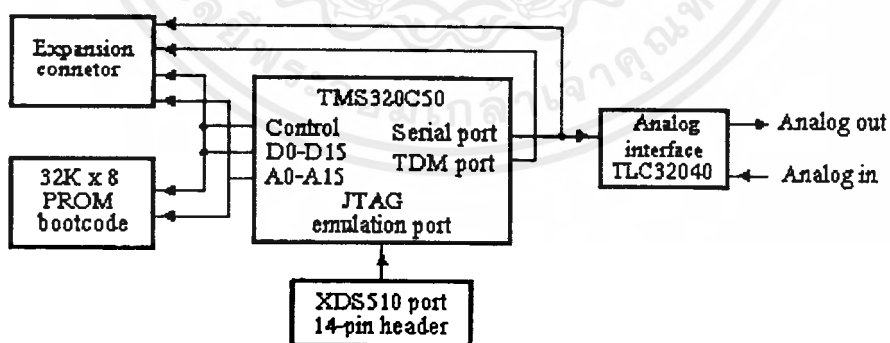 Expansion
connetor
32K x 8
PROM
bootcode
TMS320C50
Control
D0-D15
A0-A15
Serial port
TDM port
JTAG
emulation port
XDS510 port
14-pin header
Analog
interface
TLC32040
Analog out
Analog in